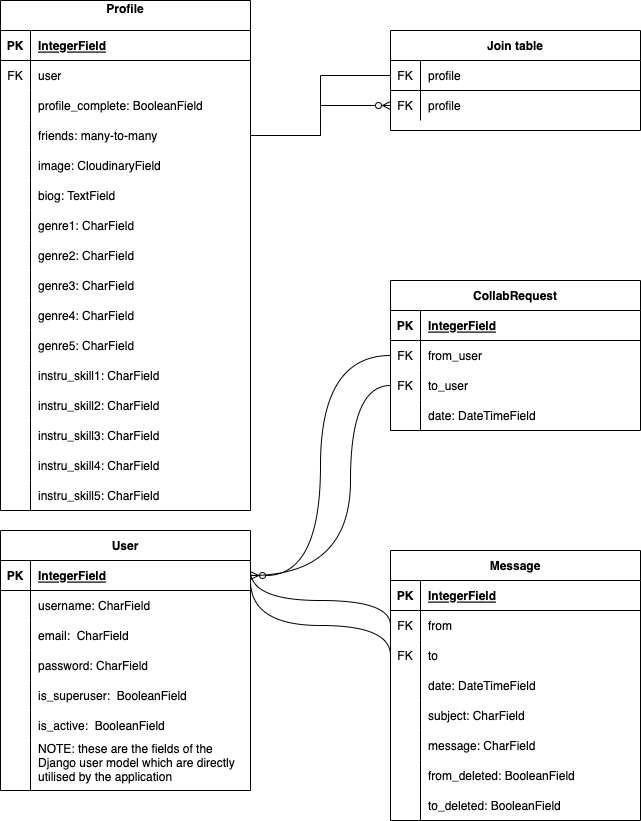 Profile
PK IntegerField
FK user
profile_complete: BooleanField
friends: many-to-many
image: CloudinaryField
biog: TextField
genre1: CharField
genre2: CharField
genre3: CharField
genre4: CharField
genre5: CharField
instru_skill1: CharField
instru_skill2: CharField
instru_skill3: CharField
instru_skill4: CharField
instru_skill5: CharField
Join table
FK profile
FK profile
CollabRequest
PK IntegerField
FK from_user
FK to_user
date: DateTimeField
User
PK IntegerField
username: CharField
email: CharField
password: CharField
is_superuser: BooleanField
is_active: BooleanField
NOTE: these are the fields of the
Django user model which are directly
utilised by the application
Message
PK IntegerField
FK from
FK to
date: DateTimeField
subject: CharField
message: CharField
from_deleted: BooleanField
to_deleted: BooleanField